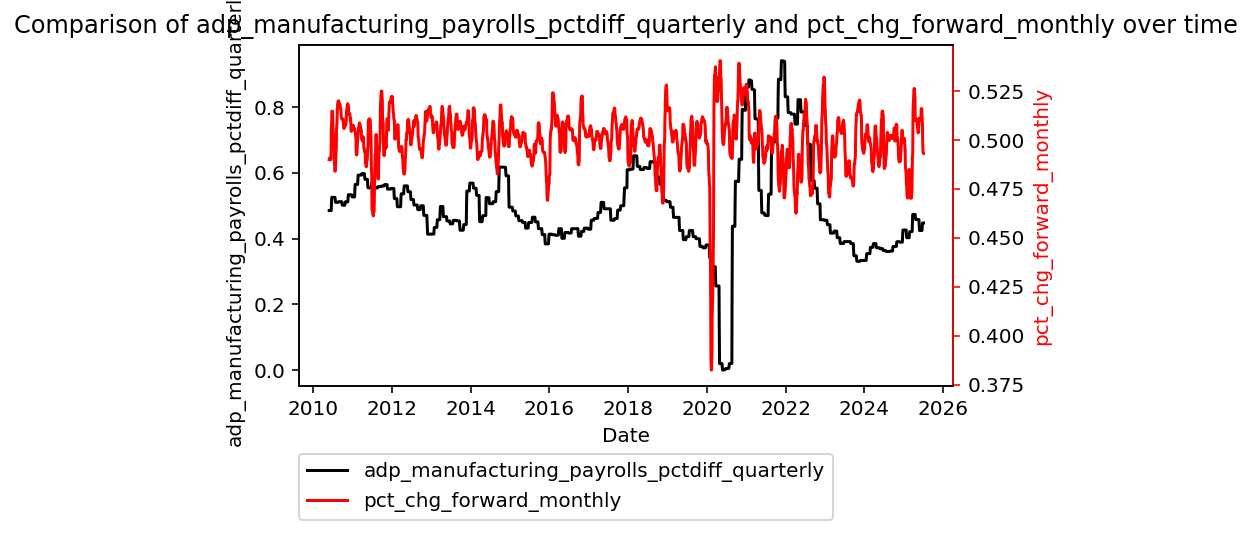 Comparison of adp_manufacturing_payrolls_pctdiff_quarterly and pct_chg_forward_monthly over time
adp_manufacturing_payrolls_pctdiff_quarterly
0.8
0.6
0.4
0.2
0.0
0.525
0.500
0.475
0.450
0.425
0.400
0.375
pct_chg_forward_monthly
2010 2012 2014 2016 2018 2020 2022 2024 2026
Date
adp_manufacturing_payrolls_pctdiff_quarterly
pct_chg_forward_monthly